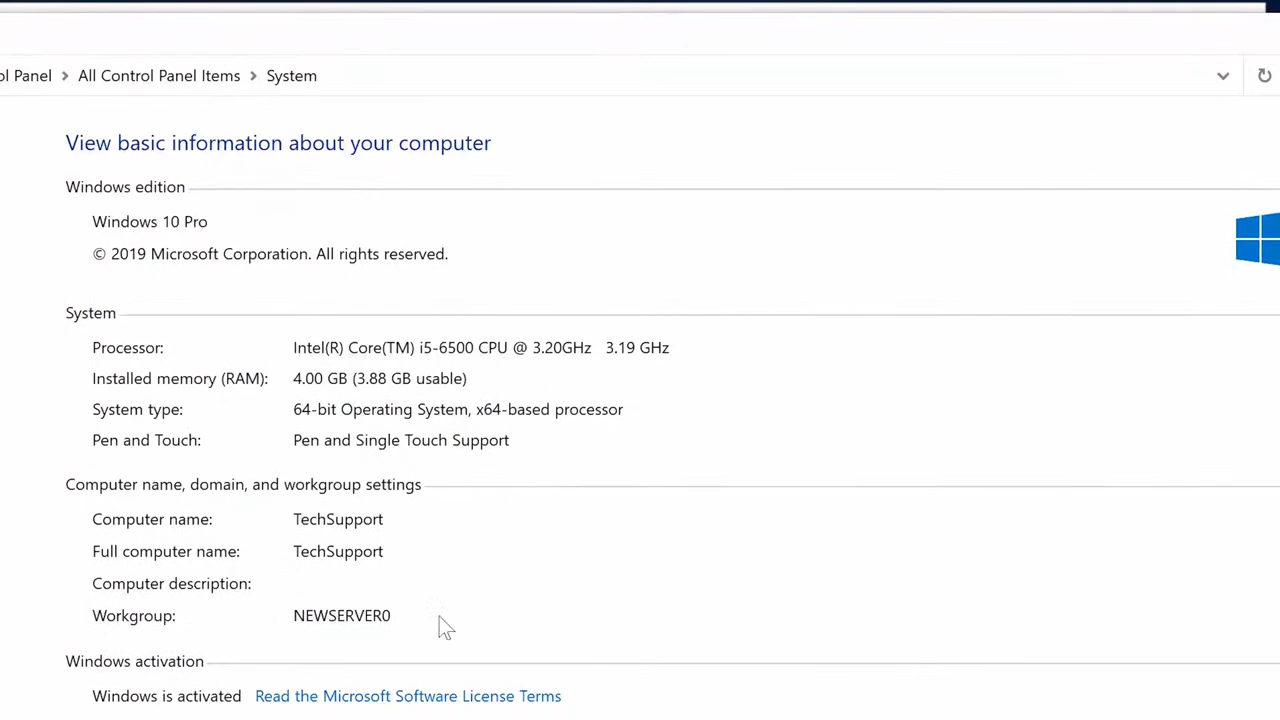 ol Panel > All Control Panel Items > System
View basic information about your computer
Windows edition
Windows 10 Pro
© 2019 Microsoft Corporation. All rights reserved.
System
Processor: Intel(R) Core(TM) i5-6500 CPU @ 3.20GHz 3.19 GHz
Installed memory (RAM): 4.00 GB (3.88 GB usable)
System type: 64-bit Operating System, x64-based processor
Pen and Touch: Pen and Single Touch Support
Computer name, domain, and workgroup settings
Computer name: TechSupport
Full computer name: TechSupport
Computer description:
Workgroup: NEWSERVER0
Windows activation
Windows is activated Read the Microsoft Software License Terms